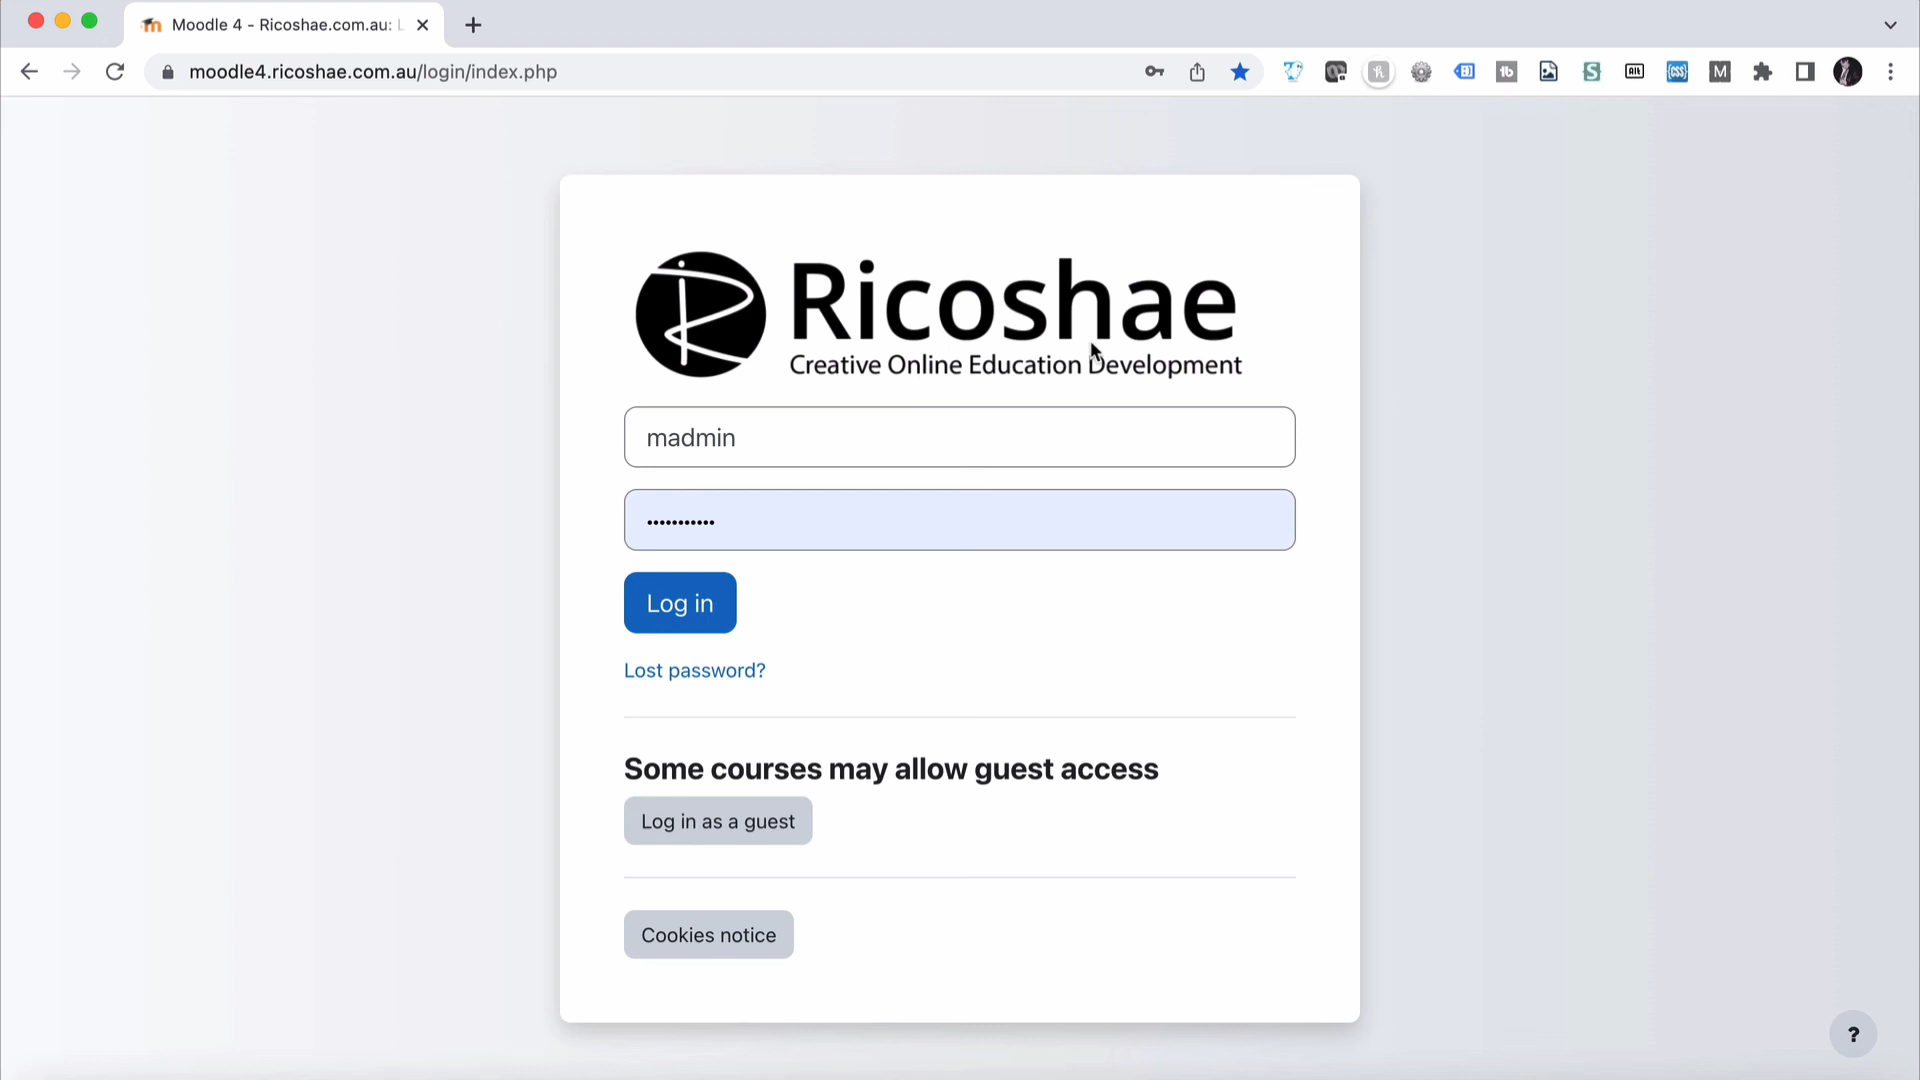 Moodle 4 - Ricoshae.com.au: L
moodle4.ricoshae.com.au/login/index.php
Ricoshae
Creative Online Education Development
madmin
•••••••••••
Log in
Lost password?
Some courses may allow guest access
Log in as a guest
Cookies notice
?